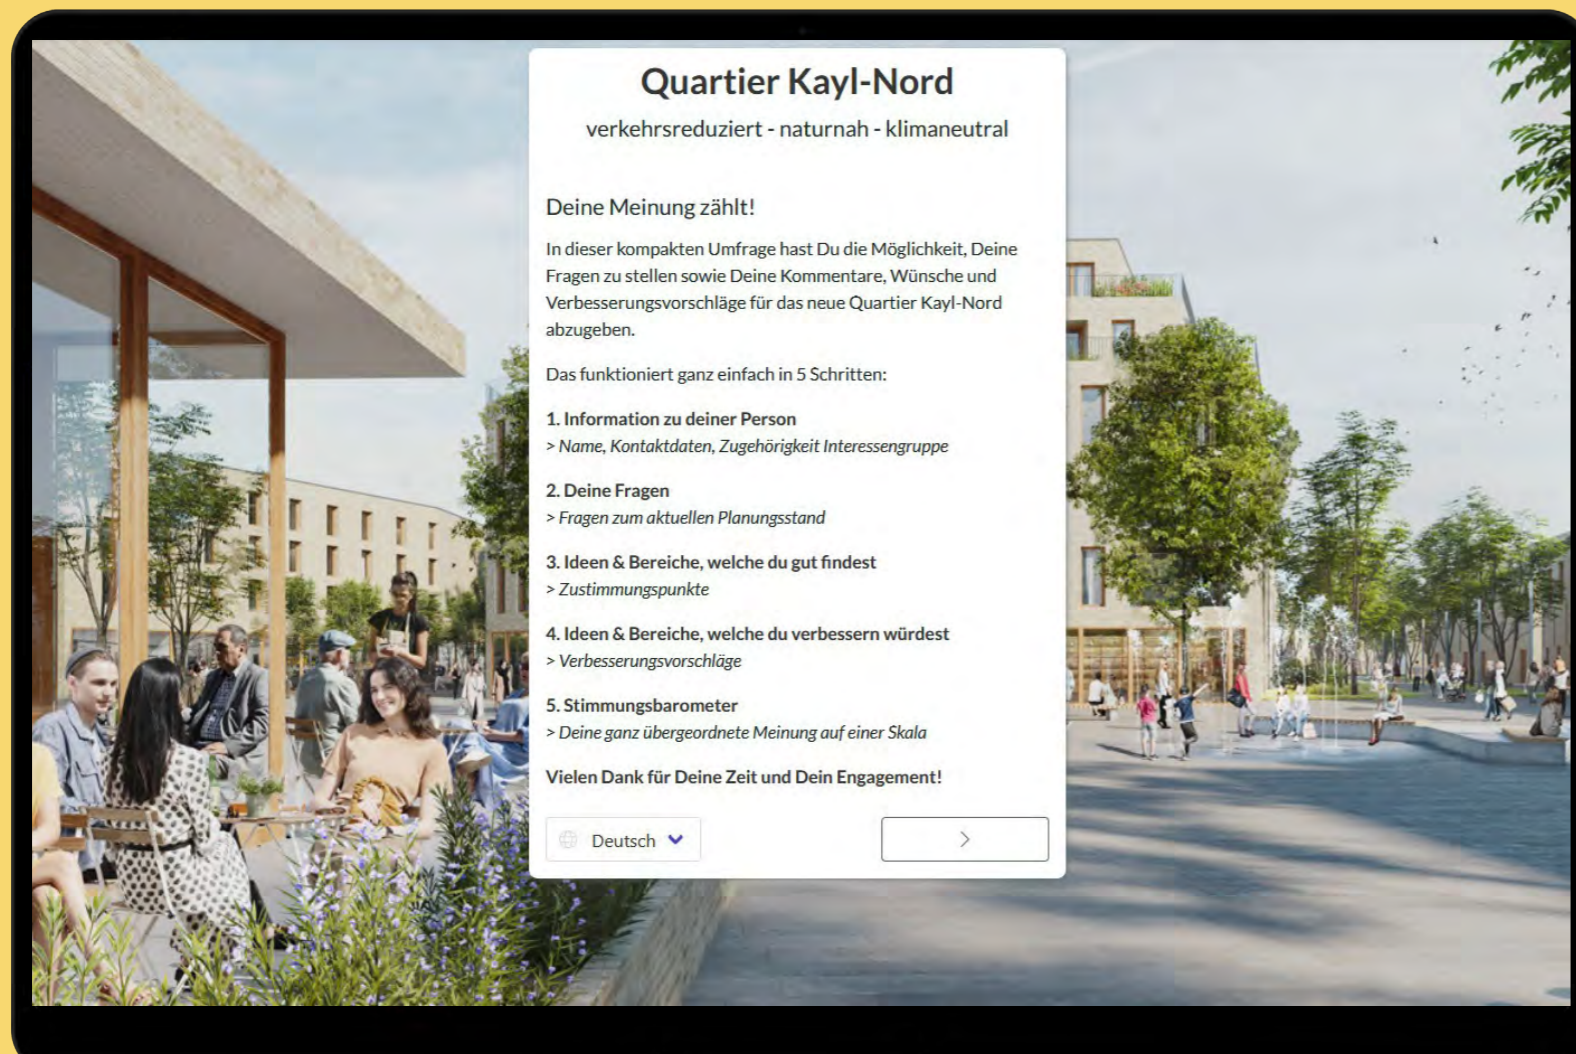 Quartier Kayl-Nord
verkehrsreduziert - naturnah - klimaneutral
Deine Meinung zählt!
In dieser kompakten Umfrage hast Du die Möglichkeit, Deine
Fragen zu stellen sowie Deine Kommentare, Wünsche und
Verbesserungsvorschläge für das neue Quartier Kayl-Nord
abzugeben.
Das funktioniert ganz einfach in 5 Schritten:
1. Information zu deiner Person
> Name, Kontaktdaten, Zugehörigkeit Interessengruppe
2. Deine Fragen
> Fragen zum aktuellen Planungsstand
3. Ideen & Bereiche, welche du gut findest
> Zustimmungspunkte
4. Ideen & Bereiche, welche du verbessern würdest
> Verbesserungsvorschläge
5. Stimmungsbarometer
> Deine ganz übergeordnete Meinung auf einer Skala
Vielen Dank für Deine Zeit und Dein Engagement!
Deutsch